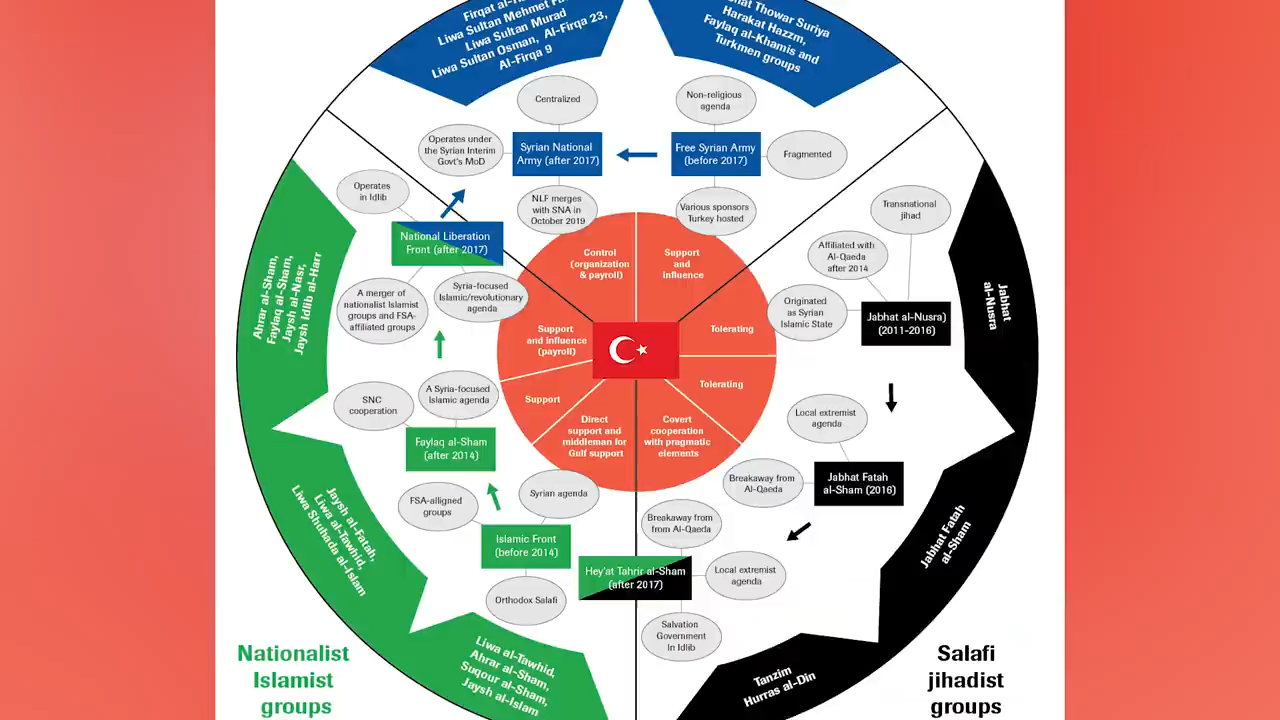 Firqat
Liwa Sultan Mehmet
Liwa Sultan Murad
Liwa Sultan Osman, Al-Firqa 23,
Al-Firqa 9
Thowar Suriya
Harakat Hazzm,
Faylaq al-Khamis and
Turkmen groups
Centralized
Non-religious
agenda
Operates under
the Syrian Interim
Govt's MoD
Syrian National
Army (after 2017)
Free Syrian Army
(before 2017)
Fragmented
NLF merges
with SNA in
October 2019
Various sponsors
Turkey hosted
Operates
in Idlib
National Liberation
Front (after 2017)
A merger of
nationalist Islamist
groups and FSA-
affiliated groups
Syria-focused
Islamic/revolutionary
agenda
Ahrar al-Sham,
Faylaq al-Sham,
Jaysh al-Nasr,
Jaysh Idlib al-Harr
Control
(organization
& payroll)
Support
and
influence
Support
and influence
(payroll)
Tolerating
Support
Tolerating
Direct
support and
middleman for
Gulf support
Covert
cooperation
with pragmatic
elements
Transnational
jihad
Affiliated with
Al-Qaeda
after 2014
Originated
as Syrian
Islamic State
Jabhat al-Nusra)
(2011-2016)
Jabhat
al-Nusra
SNC
cooperation
A Syria-focused
Islamic agenda
Faylaq al-Sham
(after 2014)
Local extremist
agenda
Breakaway from
Al-Qaeda
Jabhat Fatah
al-Sham (2016)
Jabhat Fatah
al-Sham
Jaysh al-Fatah,
Liwa al-Tawhid,
Liwa Shuhada al-Islam
FSA-alligned
groups
Syrian agenda
Islamic Front
(before 2014)
Orthodox Salafi
Breakaway from
from Al-Qaeda
Hey'at Tahrir al-Sham
(after 2017)
Local extremist
agenda
Salvation
Government
In Idlib
Liwa al-Tawhid,
Ahrar al-Sham,
Suqour al-Sham,
Jaysh al-Islam
Tanzim
Hurras al-Din
Nationalist
Islamist
groups
Salafi
jihadist
groups